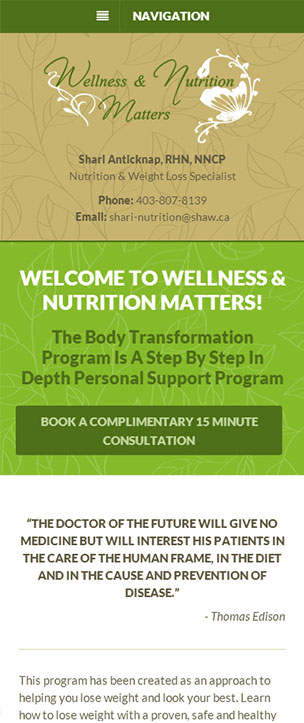 NAVIGATION
Wellness & Nutrition
Matters
Shari Anticknap, RHN, NNCP
Nutrition & Weight Loss Specialist
Phone: 403-807-8139
Email: shari-nutrition@shaw.ca
WELCOME TO WELLNESS &
NUTRITION MATTERS!
The Body Transformation
Program Is A Step By Step In
Depth Personal Support Program
BOOK A COMPLIMENTARY 15 MINUTE
CONSULTATION
“THE DOCTOR OF THE FUTURE WILL GIVE NO
MEDICINE BUT WILL INTEREST HIS PATIENTS IN
THE CARE OF THE HUMAN FRAME, IN THE DIET
AND IN THE CAUSE AND PREVENTION OF
DISEASE.”
- Thomas Edison
This program has been created as an approach to
helping you lose weight and look your best. Learn
how to lose weight with a proven, safe and healthy